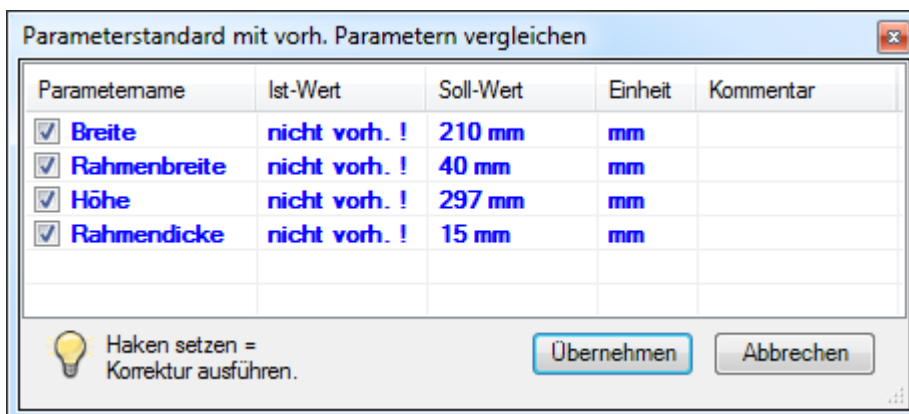 Parameterstandard mit vorh. Parametern vergleichen
Parametername Ist-Wert Soll-Wert Einheit Kommentar
Breite nicht vorh. ! 210 mm mm
Rahmenbreite nicht vorh. ! 40 mm mm
Höhe nicht vorh. ! 297 mm mm
Rahmendicke nicht vorh. ! 15 mm mm
Haken setzen =
Korrektur ausführen.
Übernehmen Abbrechen